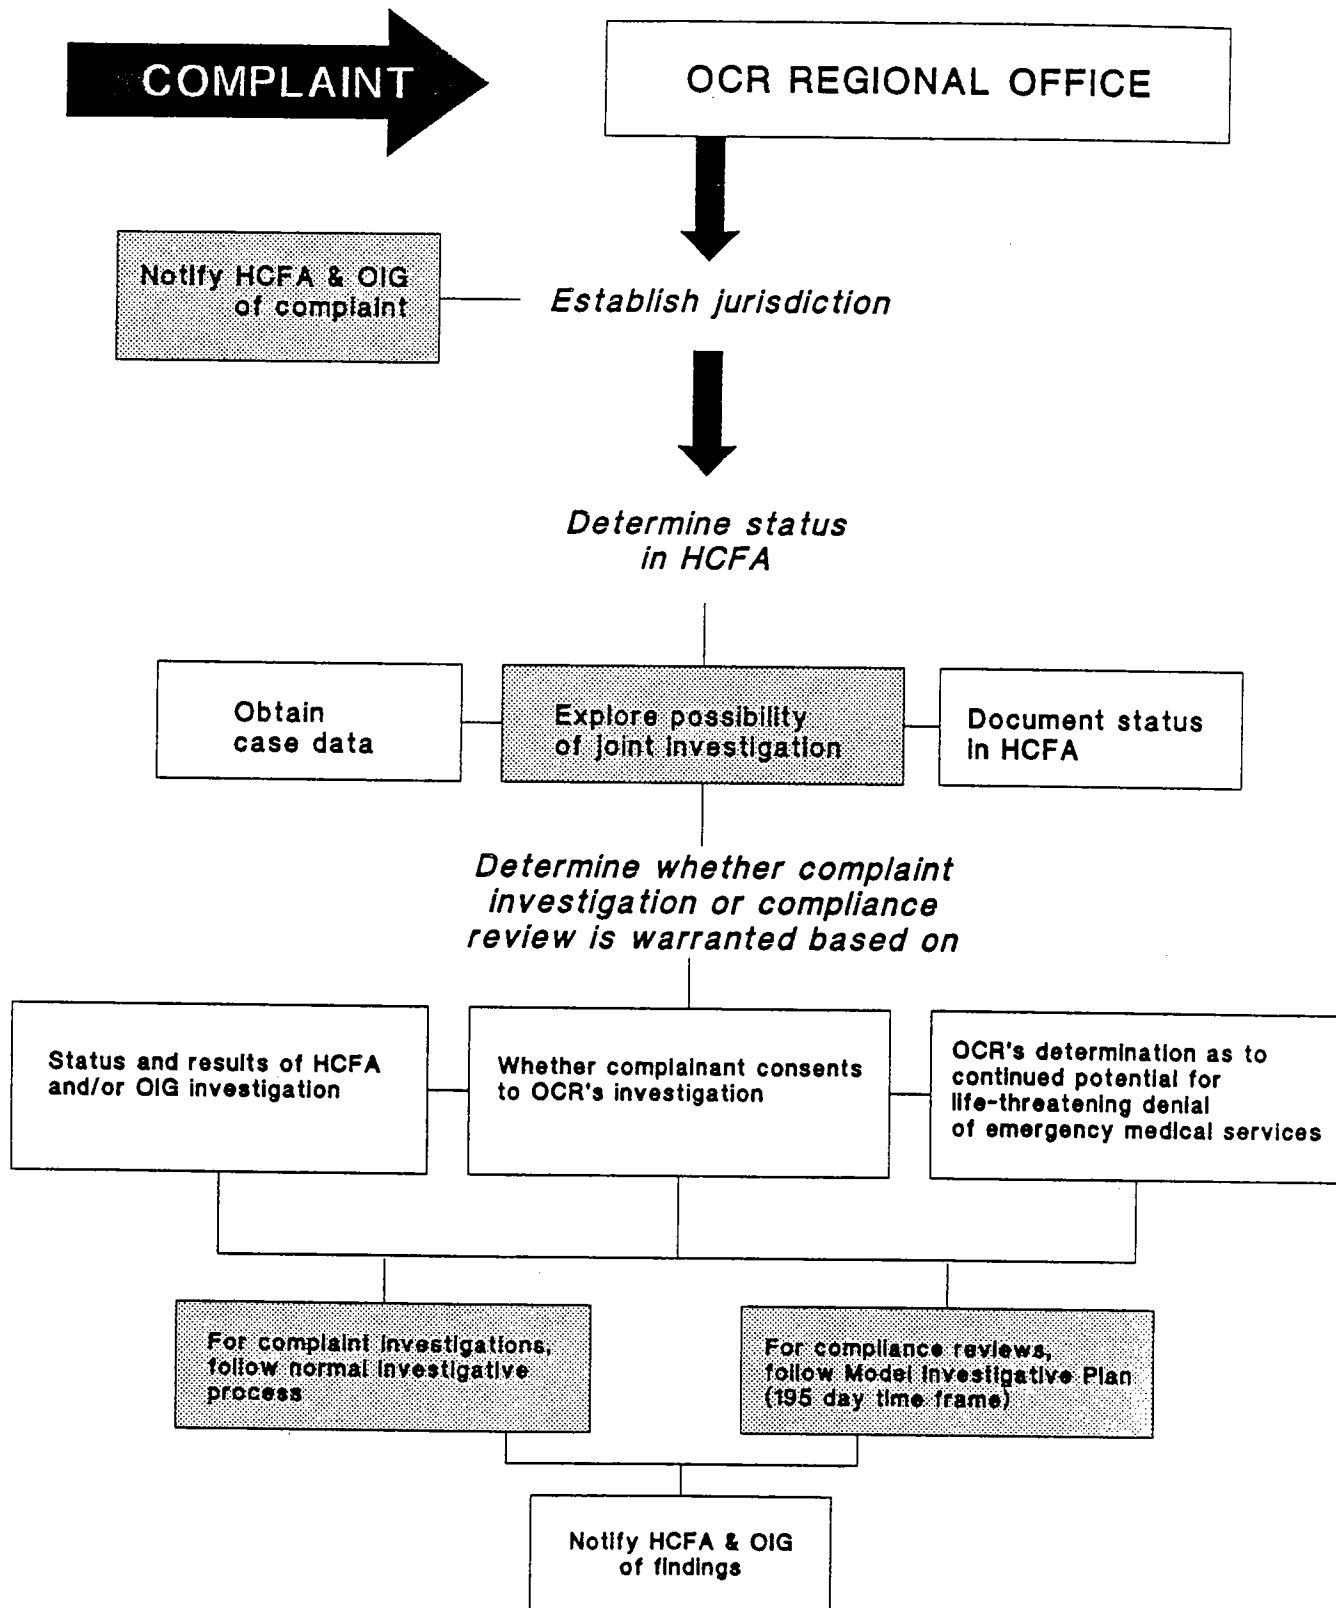 COMPLAINT
OCR REGIONAL OFFICE
Notify HCFA & OIG
of complaint
Establish jurisdiction
Determine status
in HCFA
Obtain
case data
Explore possibility
of joint investigation
Document status
in HCFA
Determine whether complaint
investigation or compliance
review is warranted based on
Status and results of HCFA
and/or OIG investigation
Whether complainant consents
to OCR's investigation
OCR's determination as to
continued potential for
life-threatening denial
of emergency medical services
For complaint investigations,
follow normal investigative
process
For compliance reviews,
follow Model Investigative Plan
(195 day time frame)
Notify HCFA & OIG
of findings